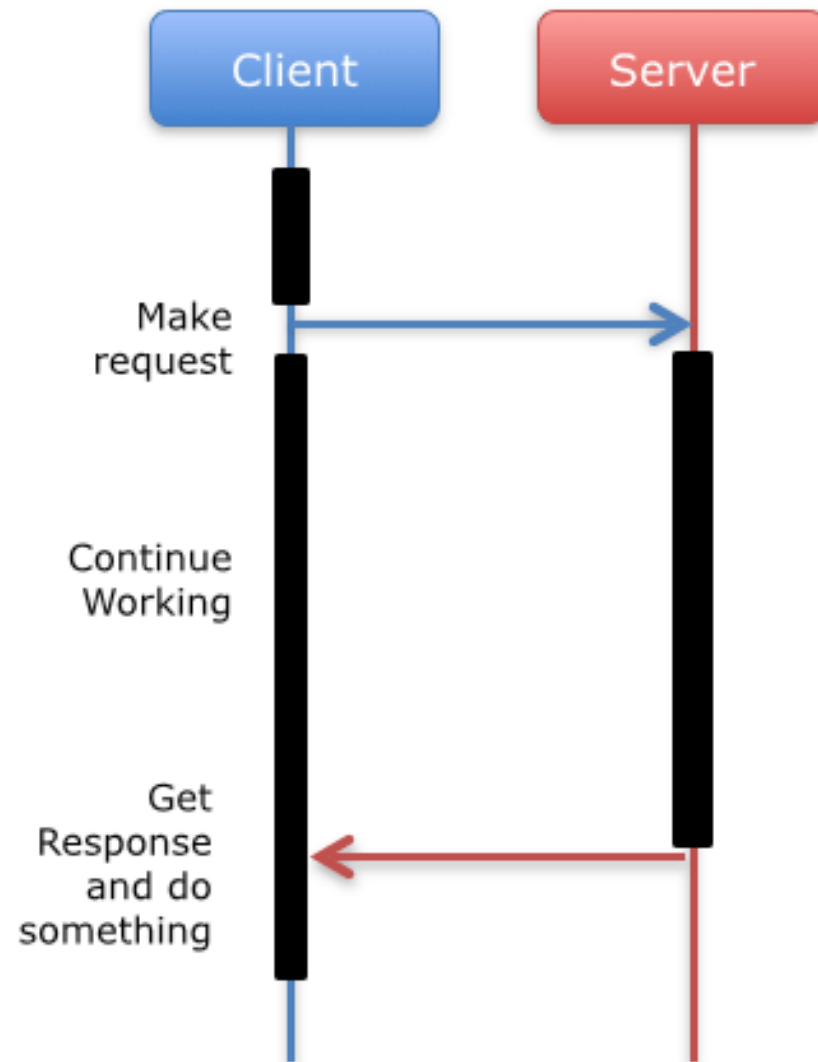 Client
Server
Make
request
Continue
Working
Get
Response
and do
something